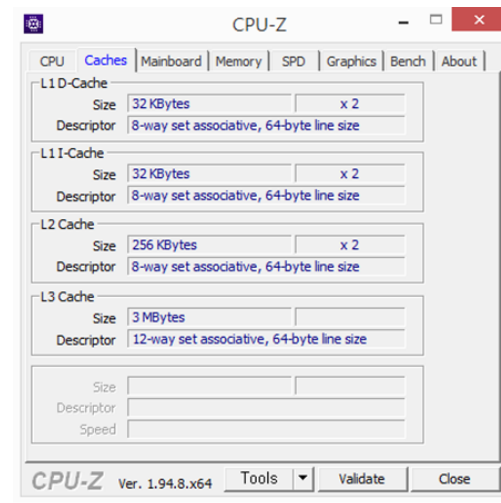 CPU-Z
CPU Caches Mainboard Memory SPD Graphics Bench About
L1 D-Cache
Size 32 KBytes x 2
Descriptor 8-way set associative, 64-byte line size
L1 I-Cache
Size 32 KBytes x 2
Descriptor 8-way set associative, 64-byte line size
L2 Cache
Size 256 KBytes x 2
Descriptor 8-way set associative, 64-byte line size
L3 Cache
Size 3 MBytes
Descriptor 12-way set associative, 64-byte line size
Size
Descriptor
Speed
CPU-Z Ver. 1.94.8.x64 Tools Validate Close